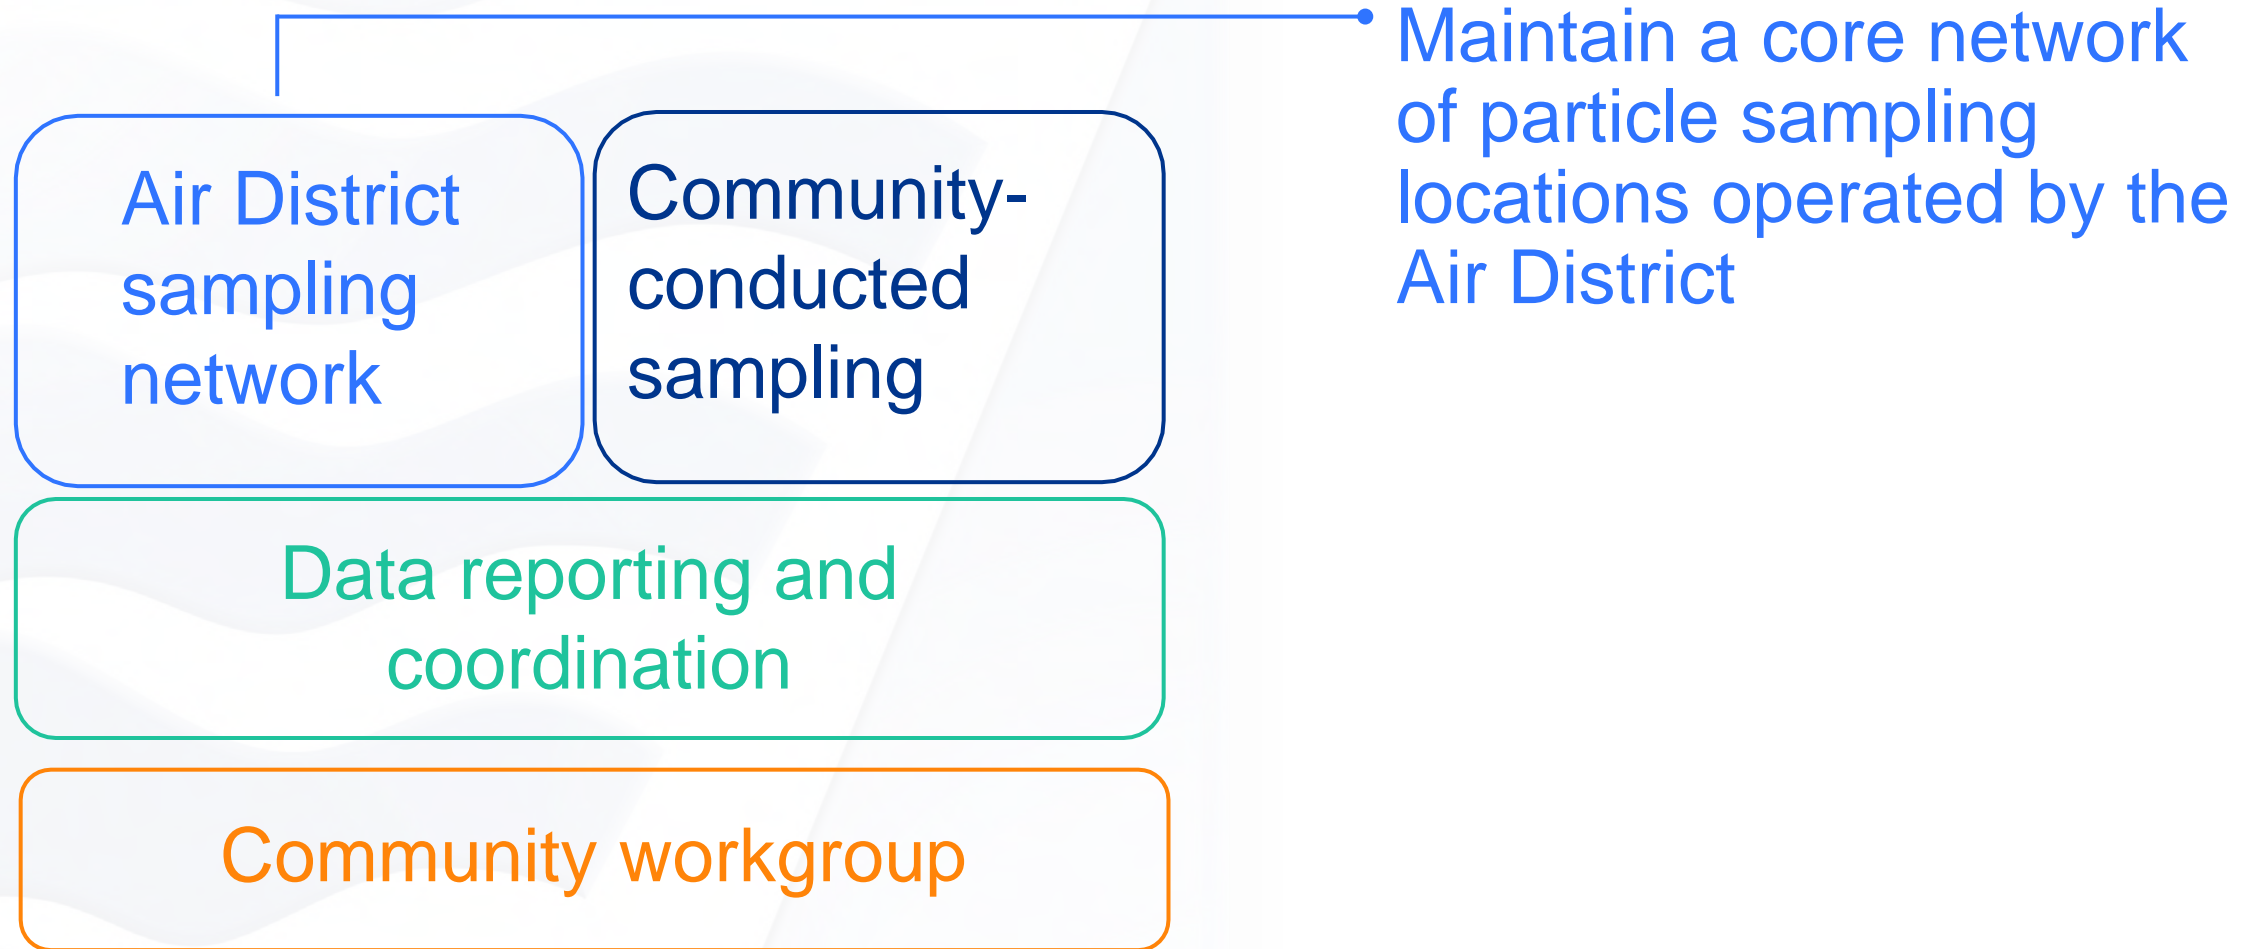 Maintain a core network
of particle sampling
locations operated by the
Air District
Air District
sampling
network
Community-
conducted
sampling
Data reporting and
coordination
Community workgroup